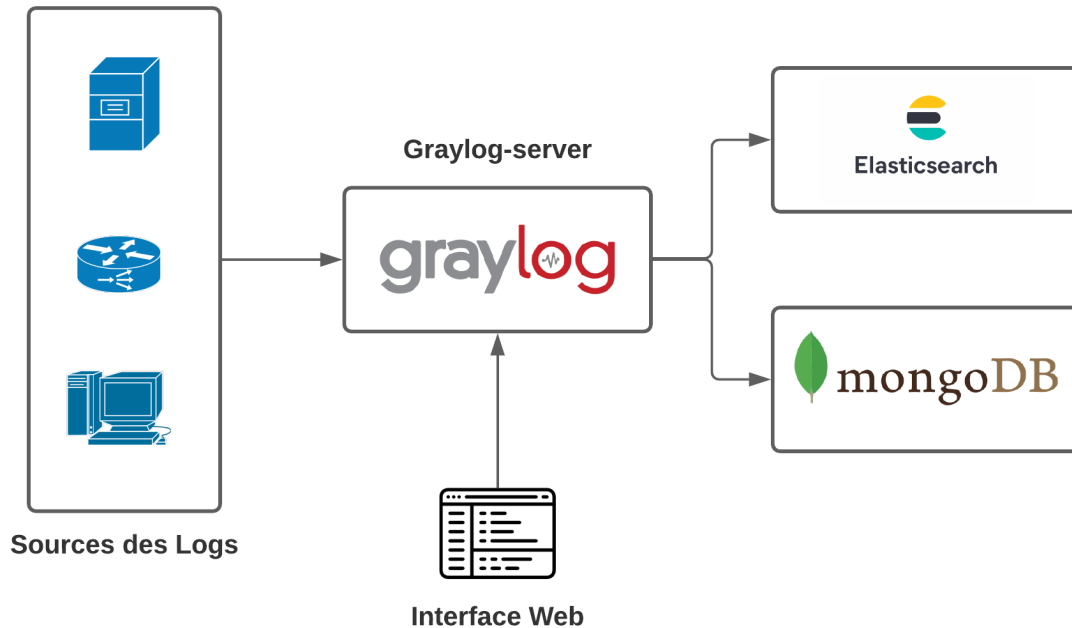 Graylog-server
graylog
Elasticsearch
mongoDB
Sources des Logs
Interface Web